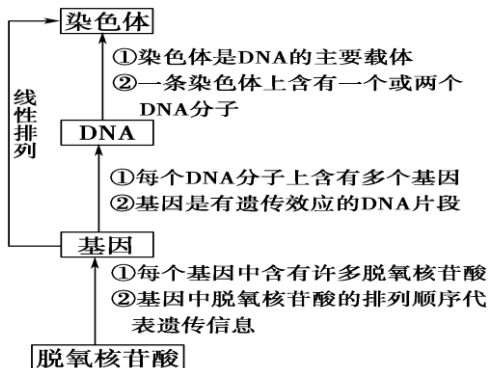 染色体
①染色体是DNA的主要载体
②一条染色体上含有一个或两个
DNA分子
线性排列
DNA
①每个DNA分子上含有多个基因
②基因是有遗传效应的DNA片段
基因
①每个基因中含有许多脱氧核苷酸
②基因中脱氧核苷酸的排列顺序代
表遗传信息
脱氧核苷酸